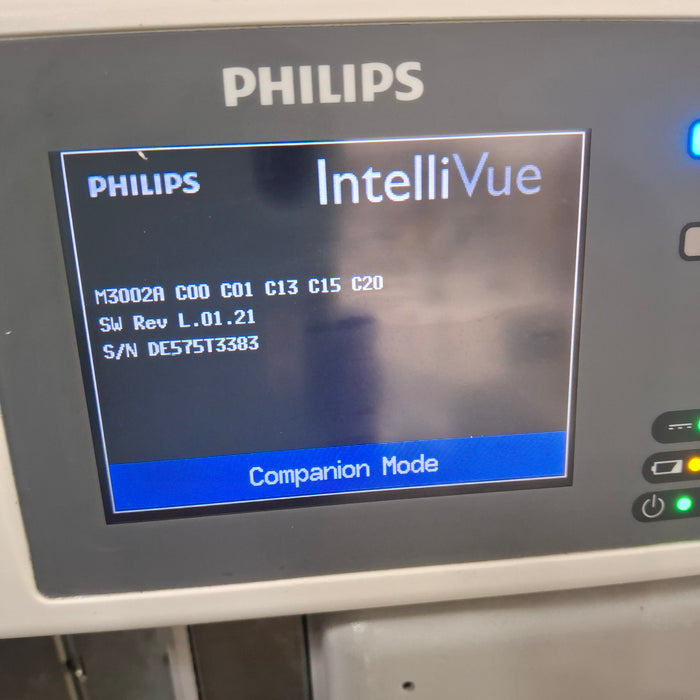 PHILIPS
PHILIPS IntelliVue
M3002A C00 C01 C13 C15 C20
SW Rev L.01.21
S/N DE575T3383
Companion Mode